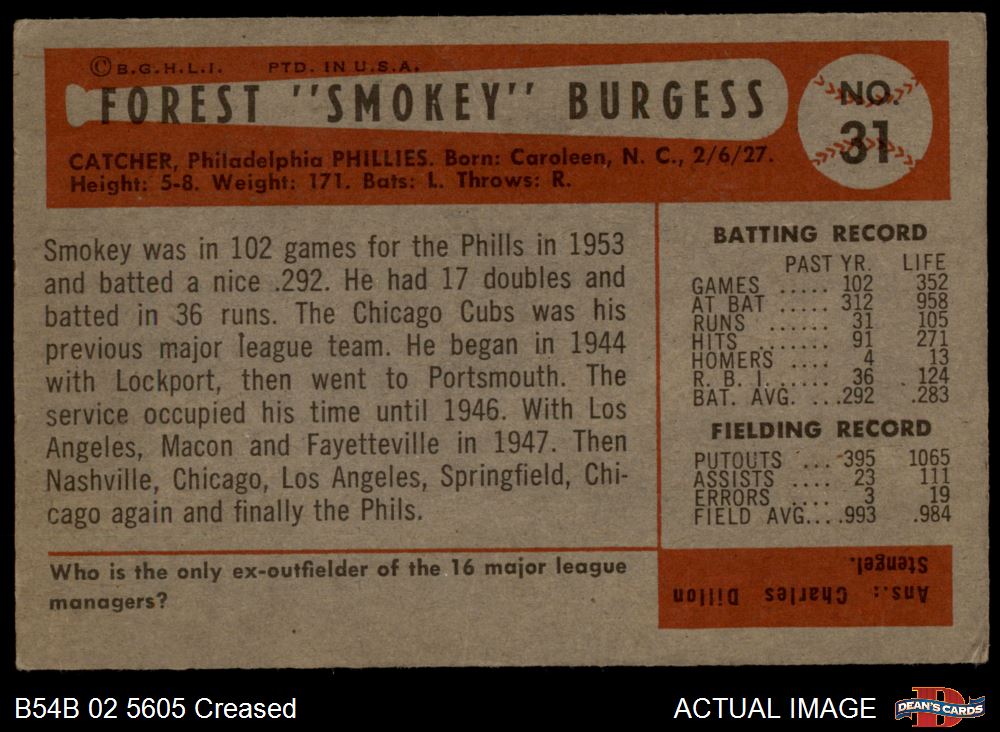 ©B.G.H.L.I. PTD. IN U.S.A.
FOREST "SMOKEY" BURGESS
NO.
31
CATCHER, Philadelphia PHILLIES. Born: Caroleen, N. C., 2/6/27.
Height: 5-8. Weight: 171. Bats: L. Throws: R.
Smokey was in 102 games for the Phills in 1953
and batted a nice .292. He had 17 doubles and
batted in 36 runs. The Chicago Cubs was his
previous major league team. He began in 1944
with Lockport, then went to Portsmouth. The
service occupied his time until 1946. With Los
Angeles, Macon and Fayetteville in 1947. Then
Nashville, Chicago, Los Angeles, Springfield, Chi-
cago again and finally the Phils.
BATTING RECORD
PAST YR. LIFE
GAMES ..... 102 352
AT BAT ..... 312 958
RUNS ...... 31 105
HITS ....... 91 271
HOMERS .... 4 13
R. B. I. ...... 36 124
BAT. AVG. ....292 .283
FIELDING RECORD
PUTOUTS ... 395 1065
ASSISTS .... 23 111
ERRORS .... 3 19
FIELD AVG. ....993 .984
Who is the only ex-outfielder of the 16 major league
managers?
Ans.: Charles Dillon
Stengel.
B54B 02 5605 Creased
ACTUAL IMAGE
D
DEAN'S CARDS